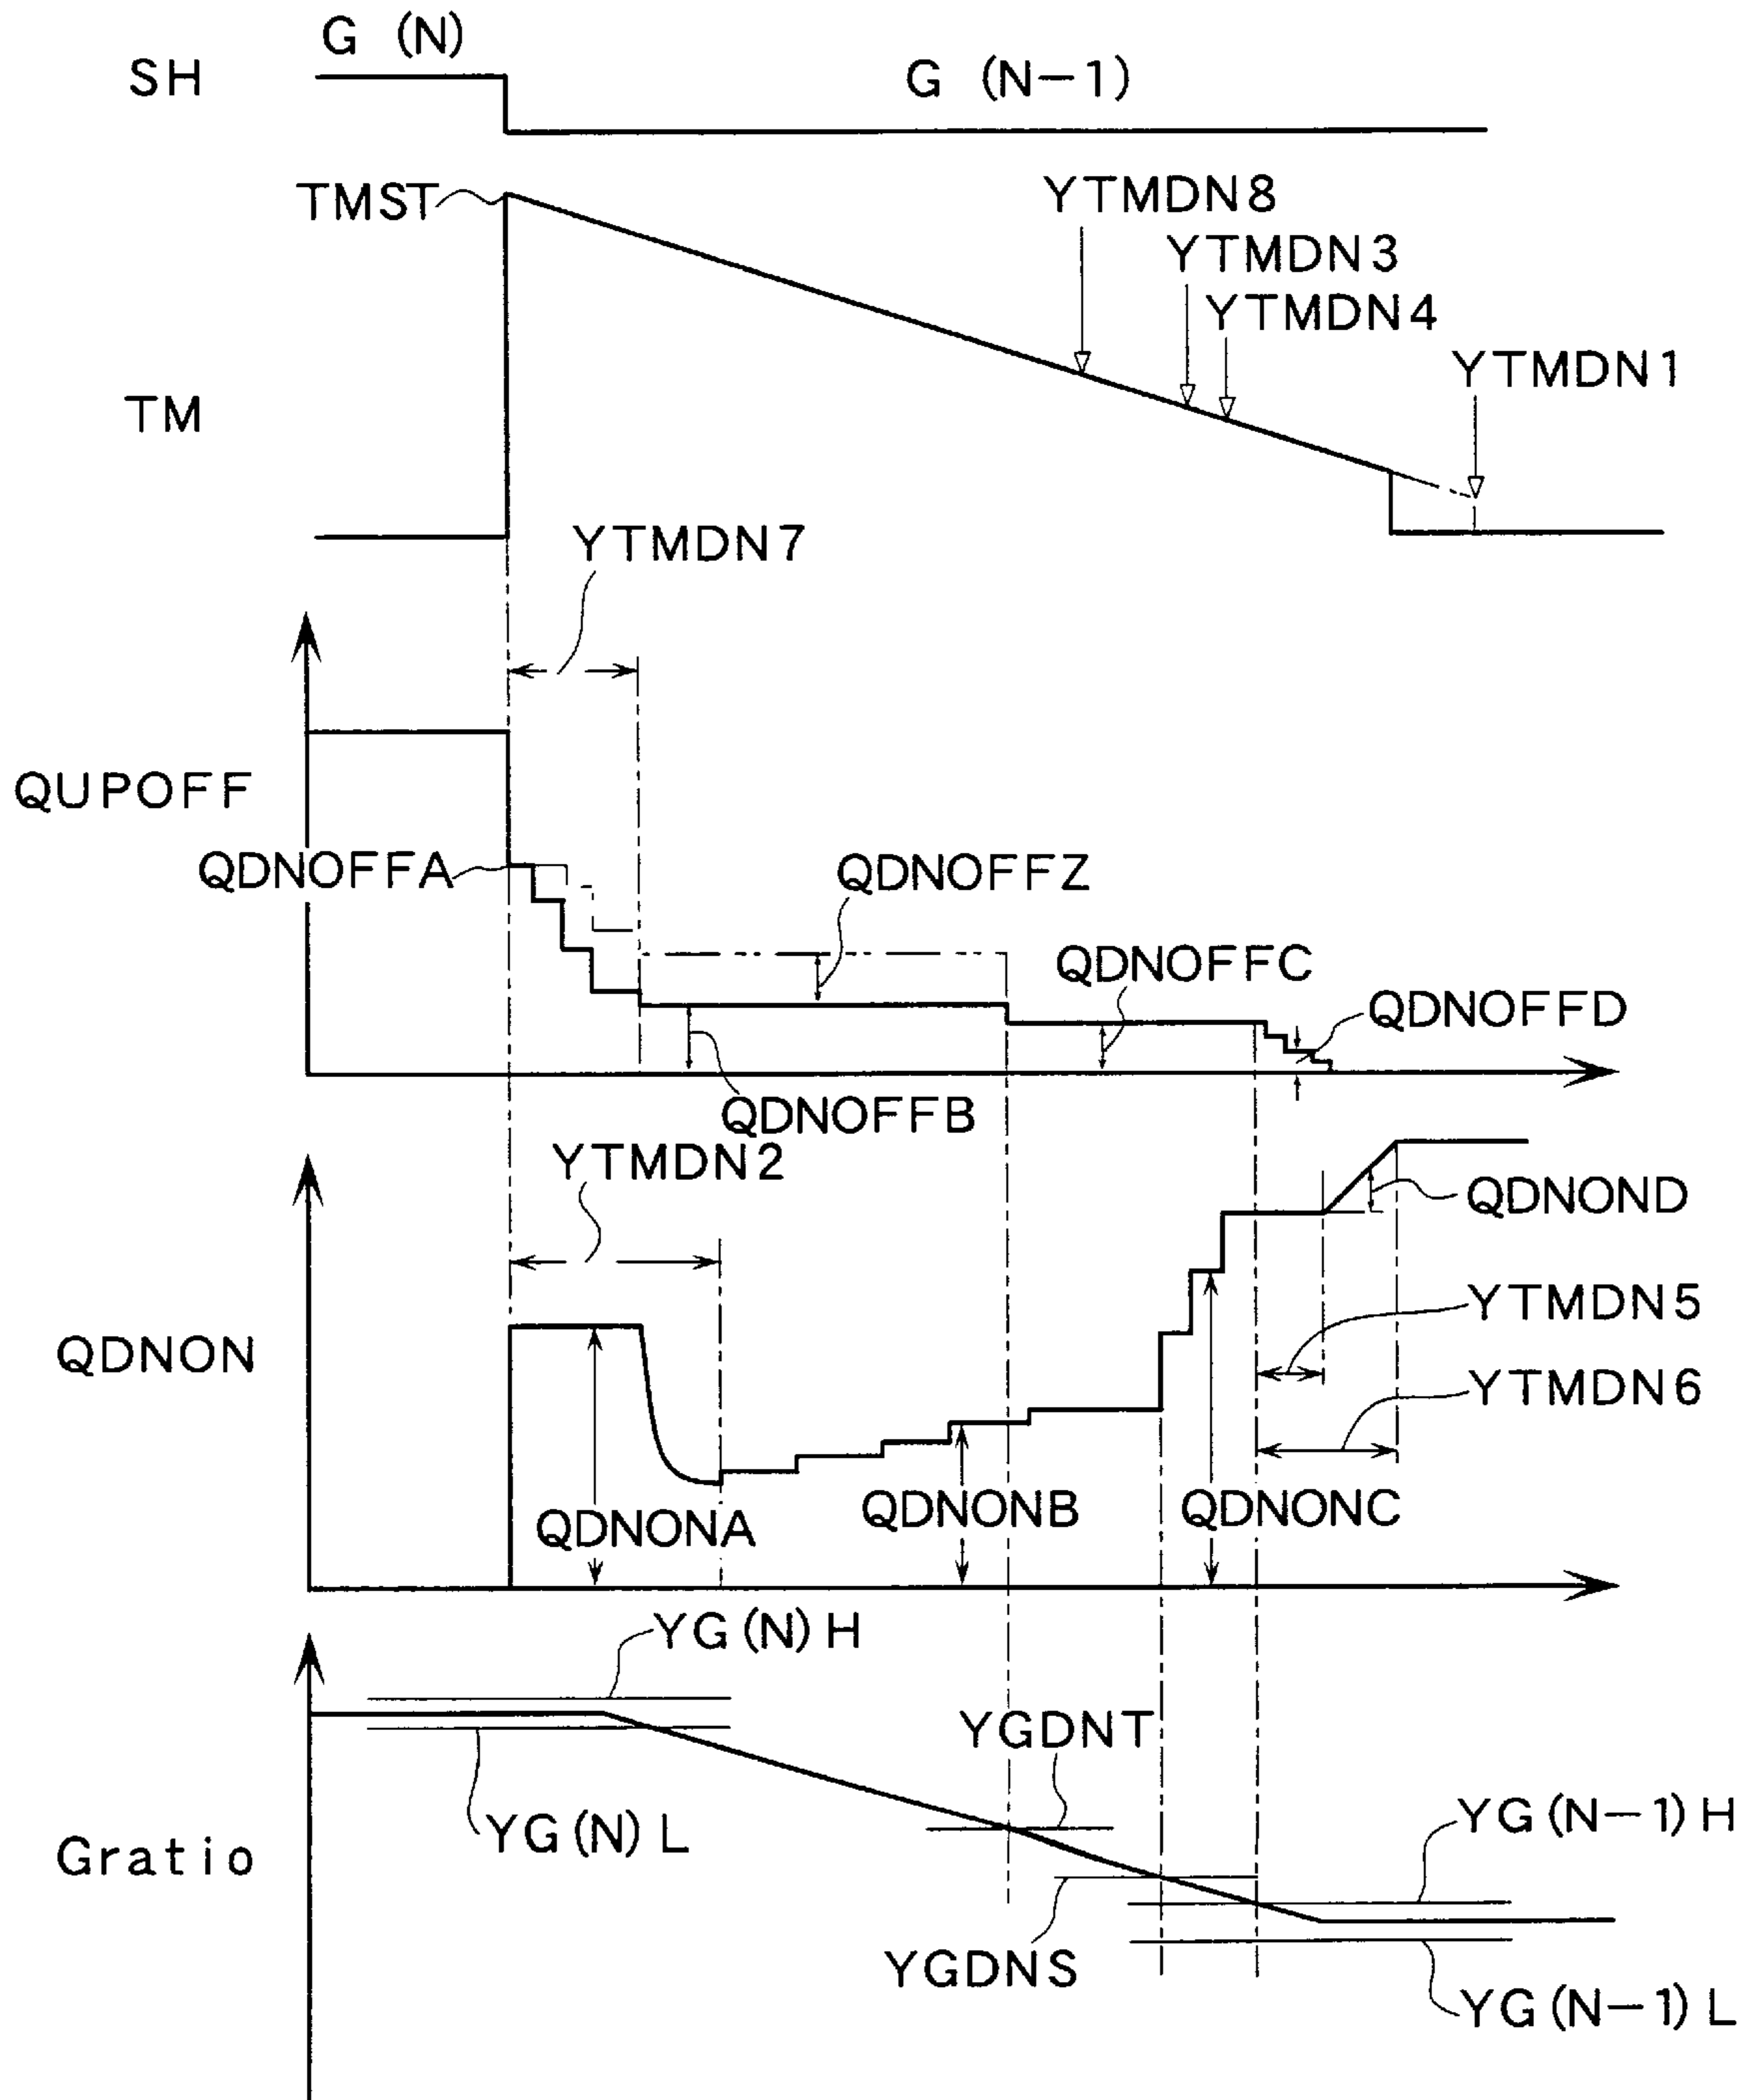 G (N)
SH
G (N-1)
TMST
YTMDN8
YTMDN3
YTMDN4
YTMDN1
TM
YTMDN7
QUPOFF
QDNOFFA
QDNOFFZ
QDNOFFC
QDNOFFD
QDNOFFB
YTMDN2
QDNOND
YTMDN5
QDNON
YTMDN6
QDNONA
QDNONB
QDNONC
YG(N)H
YGDNT
YG(N)L
YG(N-1)H
Gratio
YGDNS
YG(N-1)L